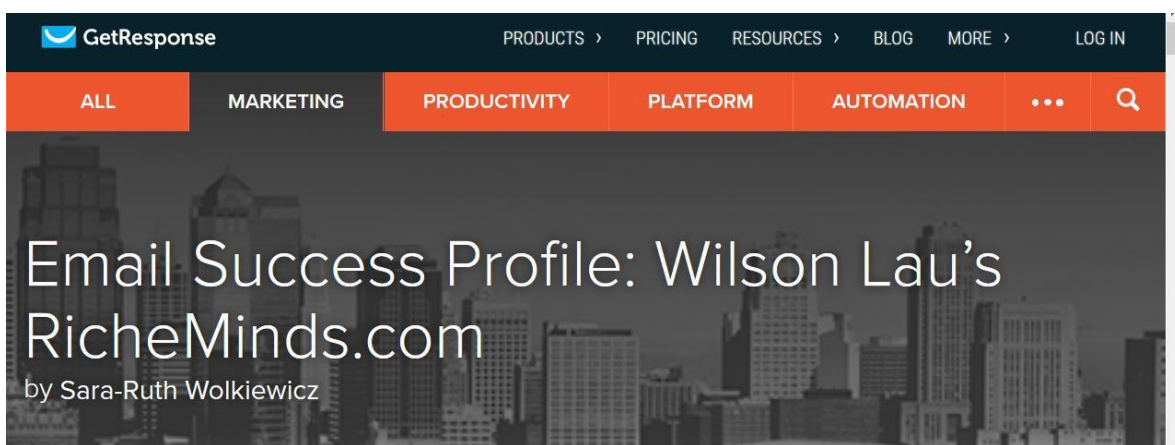 GetResponse PRODUCTS › PRICING RESOURCES › BLOG MORE › LOG IN
ALL MARKETING PRODUCTIVITY PLATFORM AUTOMATION •••
Email Success Profile: Wilson Lau’s
RicheMinds.com
by Sara-Ruth Wolkiewicz